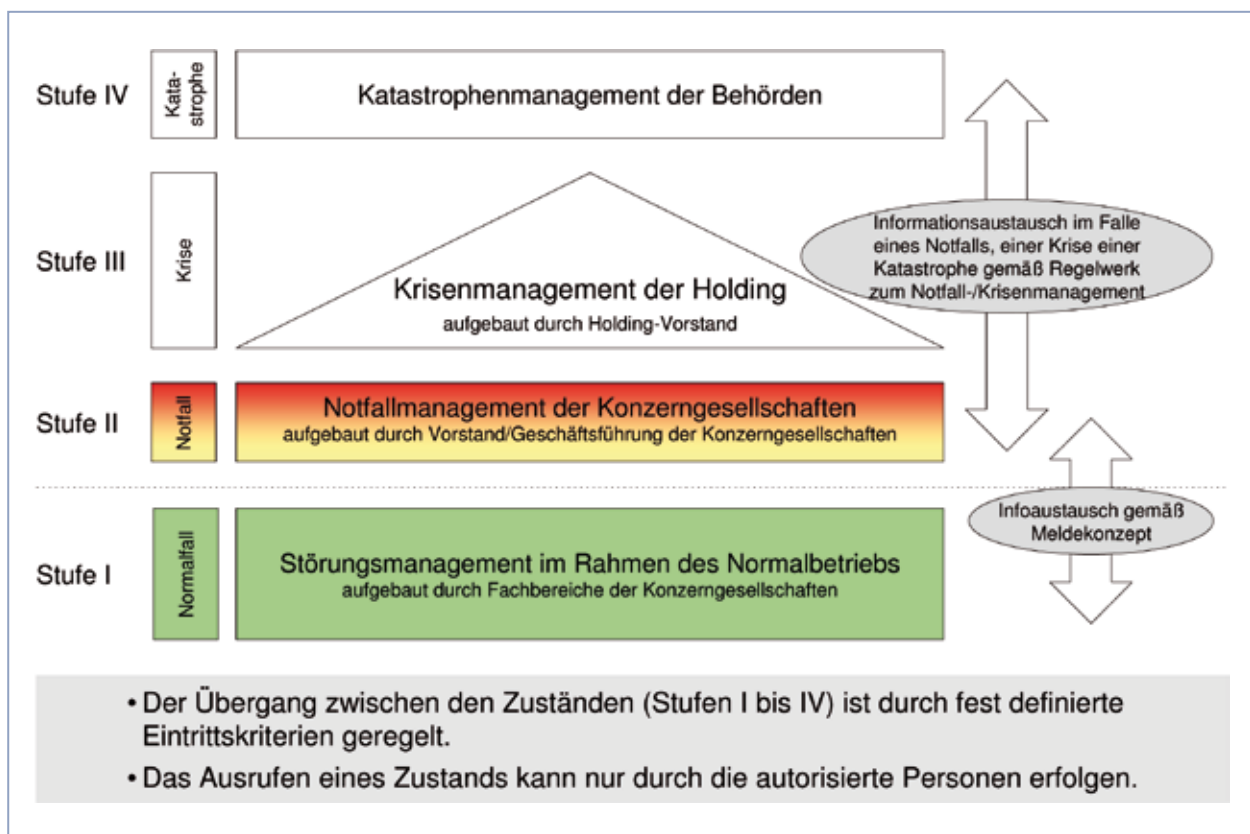 Stufe IV
Kata-
strophe
Katastrophenmanagement der Behörden
Stufe III
Krise
Krisenmanagement der Holding
aufgebaut durch Holding-Vorstand
Informationsaustausch im Falle
eines Notfalls, einer Krise einer
Katastrophe gemäß Regelwerk
zum Notfall-/Krisenmanagement
Stufe II
Notfall
Notfallmanagement der Konzerngesellschaften
aufgebaut durch Vorstand/Geschäftsführung der Konzerngesellschaften
Infoaustausch gemäß
Meldekonzept
Stufe I
Normalfall
Störungsmanagement im Rahmen des Normalbetriebs
aufgebaut durch Fachbereiche der Konzerngesellschaften
• Der Übergang zwischen den Zuständen (Stufen I bis IV) ist durch fest definierte
Eintrittskriterien geregelt.
• Das Ausrufen eines Zustands kann nur durch die autorisierte Personen erfolgen.